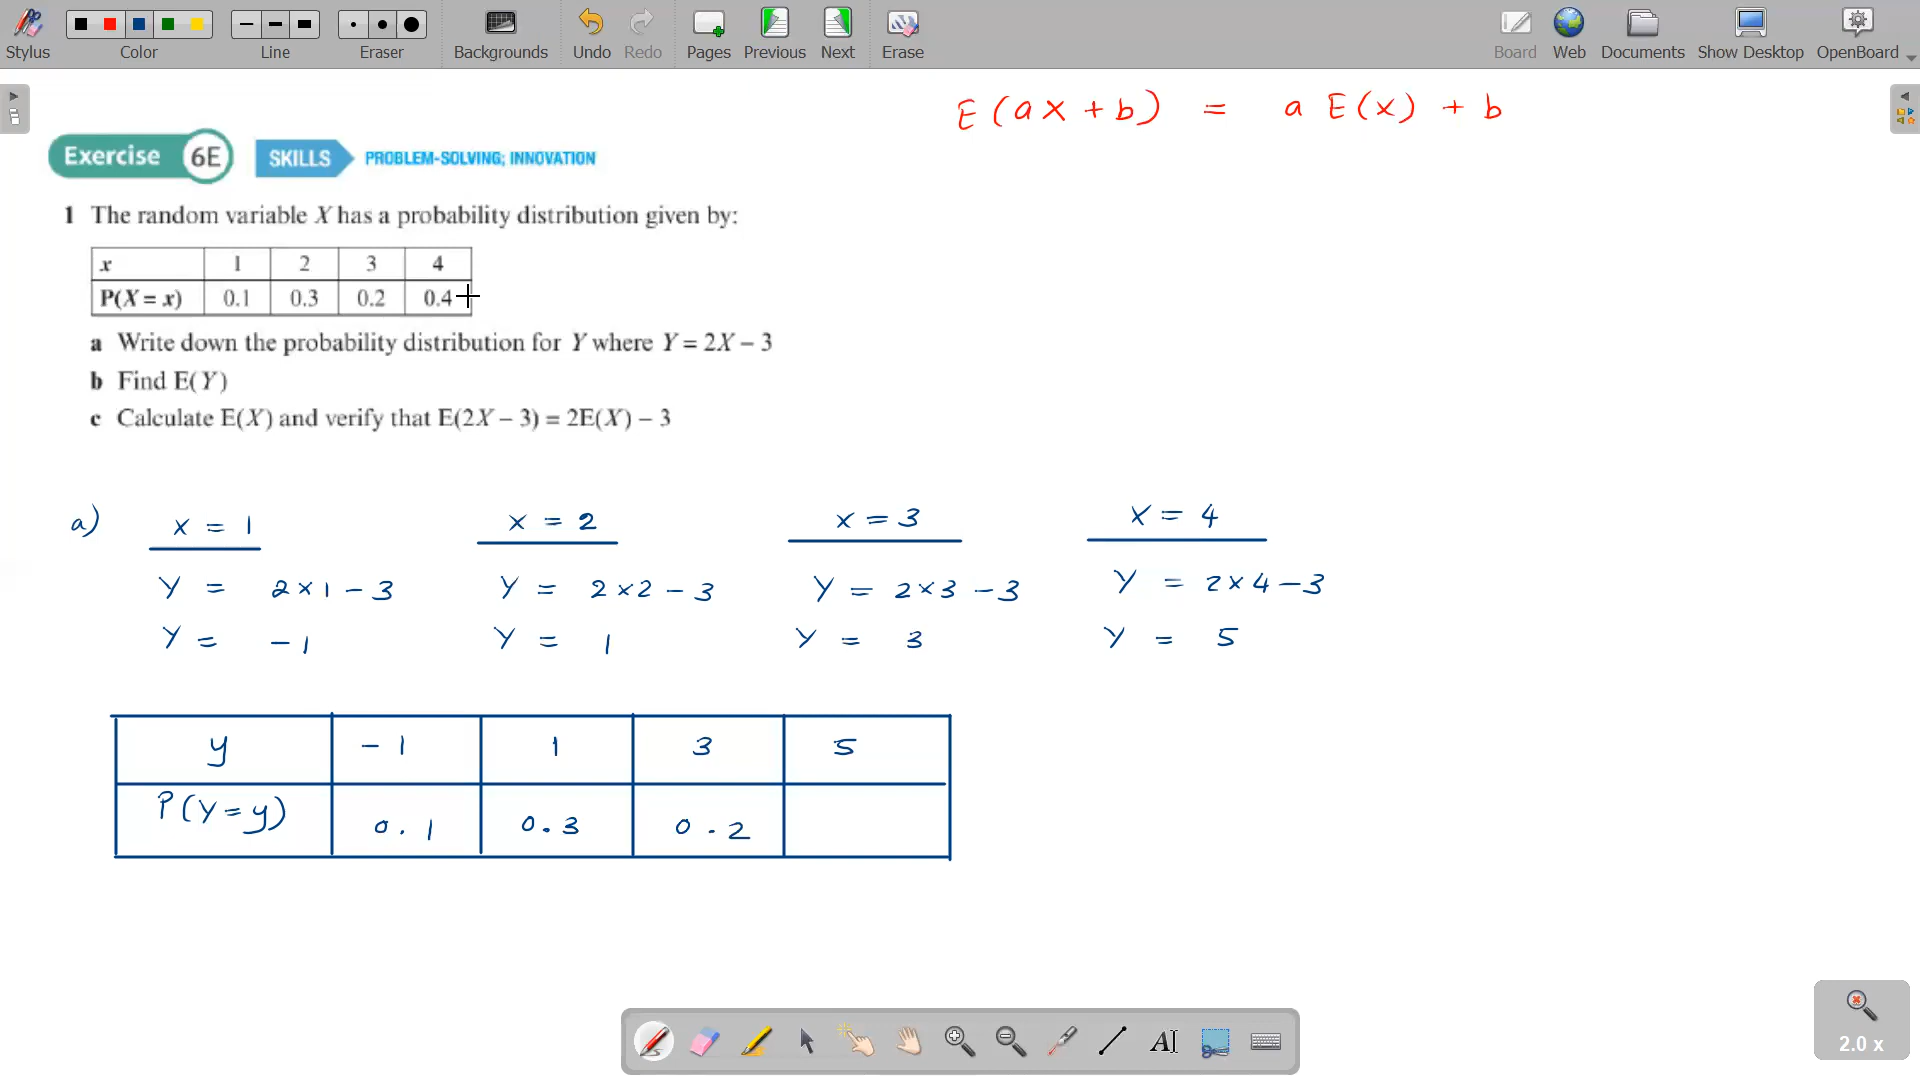 Stylus Color Line Eraser Backgrounds Undo Redo Pages Previous Next Erase Board Web Documents Show Desktop OpenBoard
E(ax + b) = a E(x) + b
Exercise 6E SKILLS PROBLEM-SOLVING; INNOVATION
1 The random variable X has a probability distribution given by:
x 1 2 3 4
P(X = x) 0.1 0.3 0.2 0.4
a Write down the probability distribution for Y where Y = 2X – 3
b Find E(Y)
c Calculate E(X) and verify that E(2X – 3) = 2E(X) – 3
a) x = 1 x = 2 x = 3 x = 4
Y = 2×1 – 3 Y = 2×2 – 3 Y = 2×3 – 3 Y = 2×4 – 3
Y = –1 Y = 1 Y = 3 Y = 5
y –1 1 3 5
P(Y = y) 0.1 0.3 0.2
AI
2.0 x